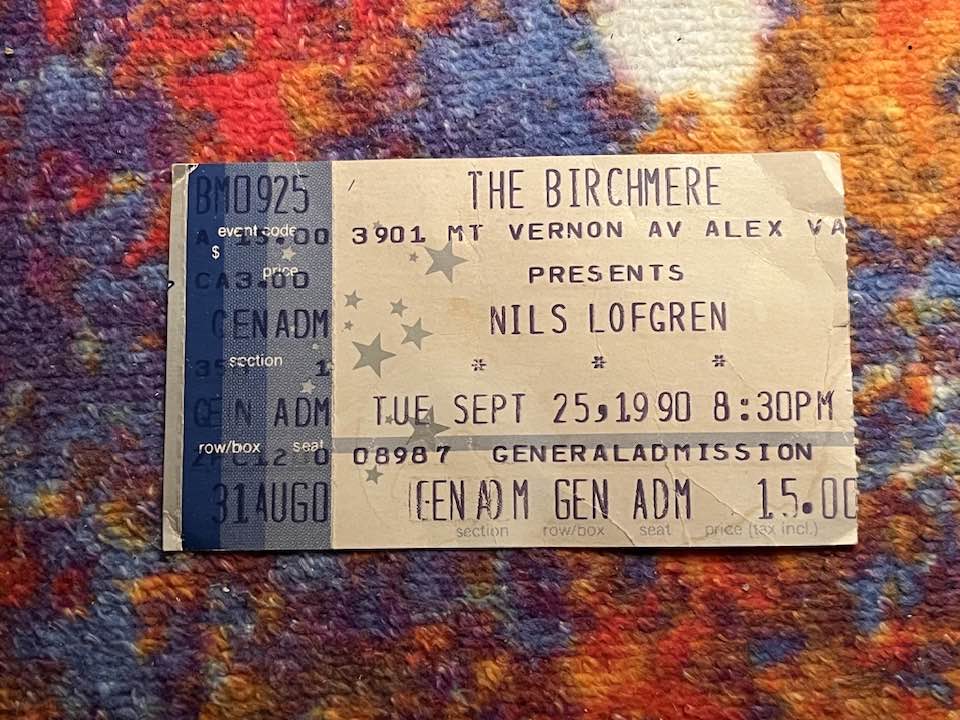 BM0925
event code
A 15.00
$
price
CA3.00
GEN ADM
section
1
GEN ADM
row/box seat
31AUG0
THE BIRCHMERE
3901 MT VERNON AV ALEX VA
PRESENTS
NILS LOFGREN
* * *
TUE SEPT 25,1990 8:30PM
08987 GENERALADMISSION
GEN ADM GEN ADM 15.00
section row/box seat price (tax incl.)